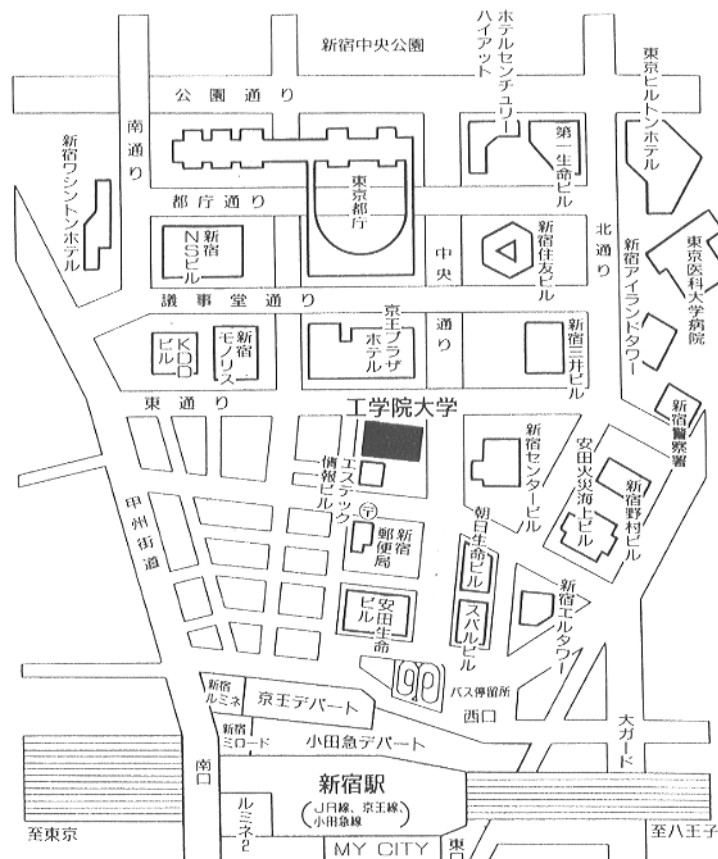 新宿中央公園
ホテルセンチュリー
ハイアット
東京ヒルトンホテル
公園通り
南通り
第一生命ビル
新宿ワシントンホテル
東京都庁
都庁通り
北通り
新宿NSビル
中央通り
新宿住友ビル
新宿アイランドタワー
東京医科大学病院
議事堂通り
京王プラザホテル
KDDビル
新宿モノリス
新宿三井ビル
東通り
工学院大学
新宿警察署
エステック情報ビル
新宿センタービル
安田火災海上ビル
新宿野村ビル
甲州街道
〒
新宿郵便局
朝日生命ビル
安田生命ビル
スバルビル
新宿エルタワー
バス停留所
西口
新宿ルミネ
京王デパート
新宿ミロード
小田急デパート
大ガード
南口
新宿駅
(JR線、京王線、
小田急線)
ルミネ2
至東京
至八王子
MY CITY
東口